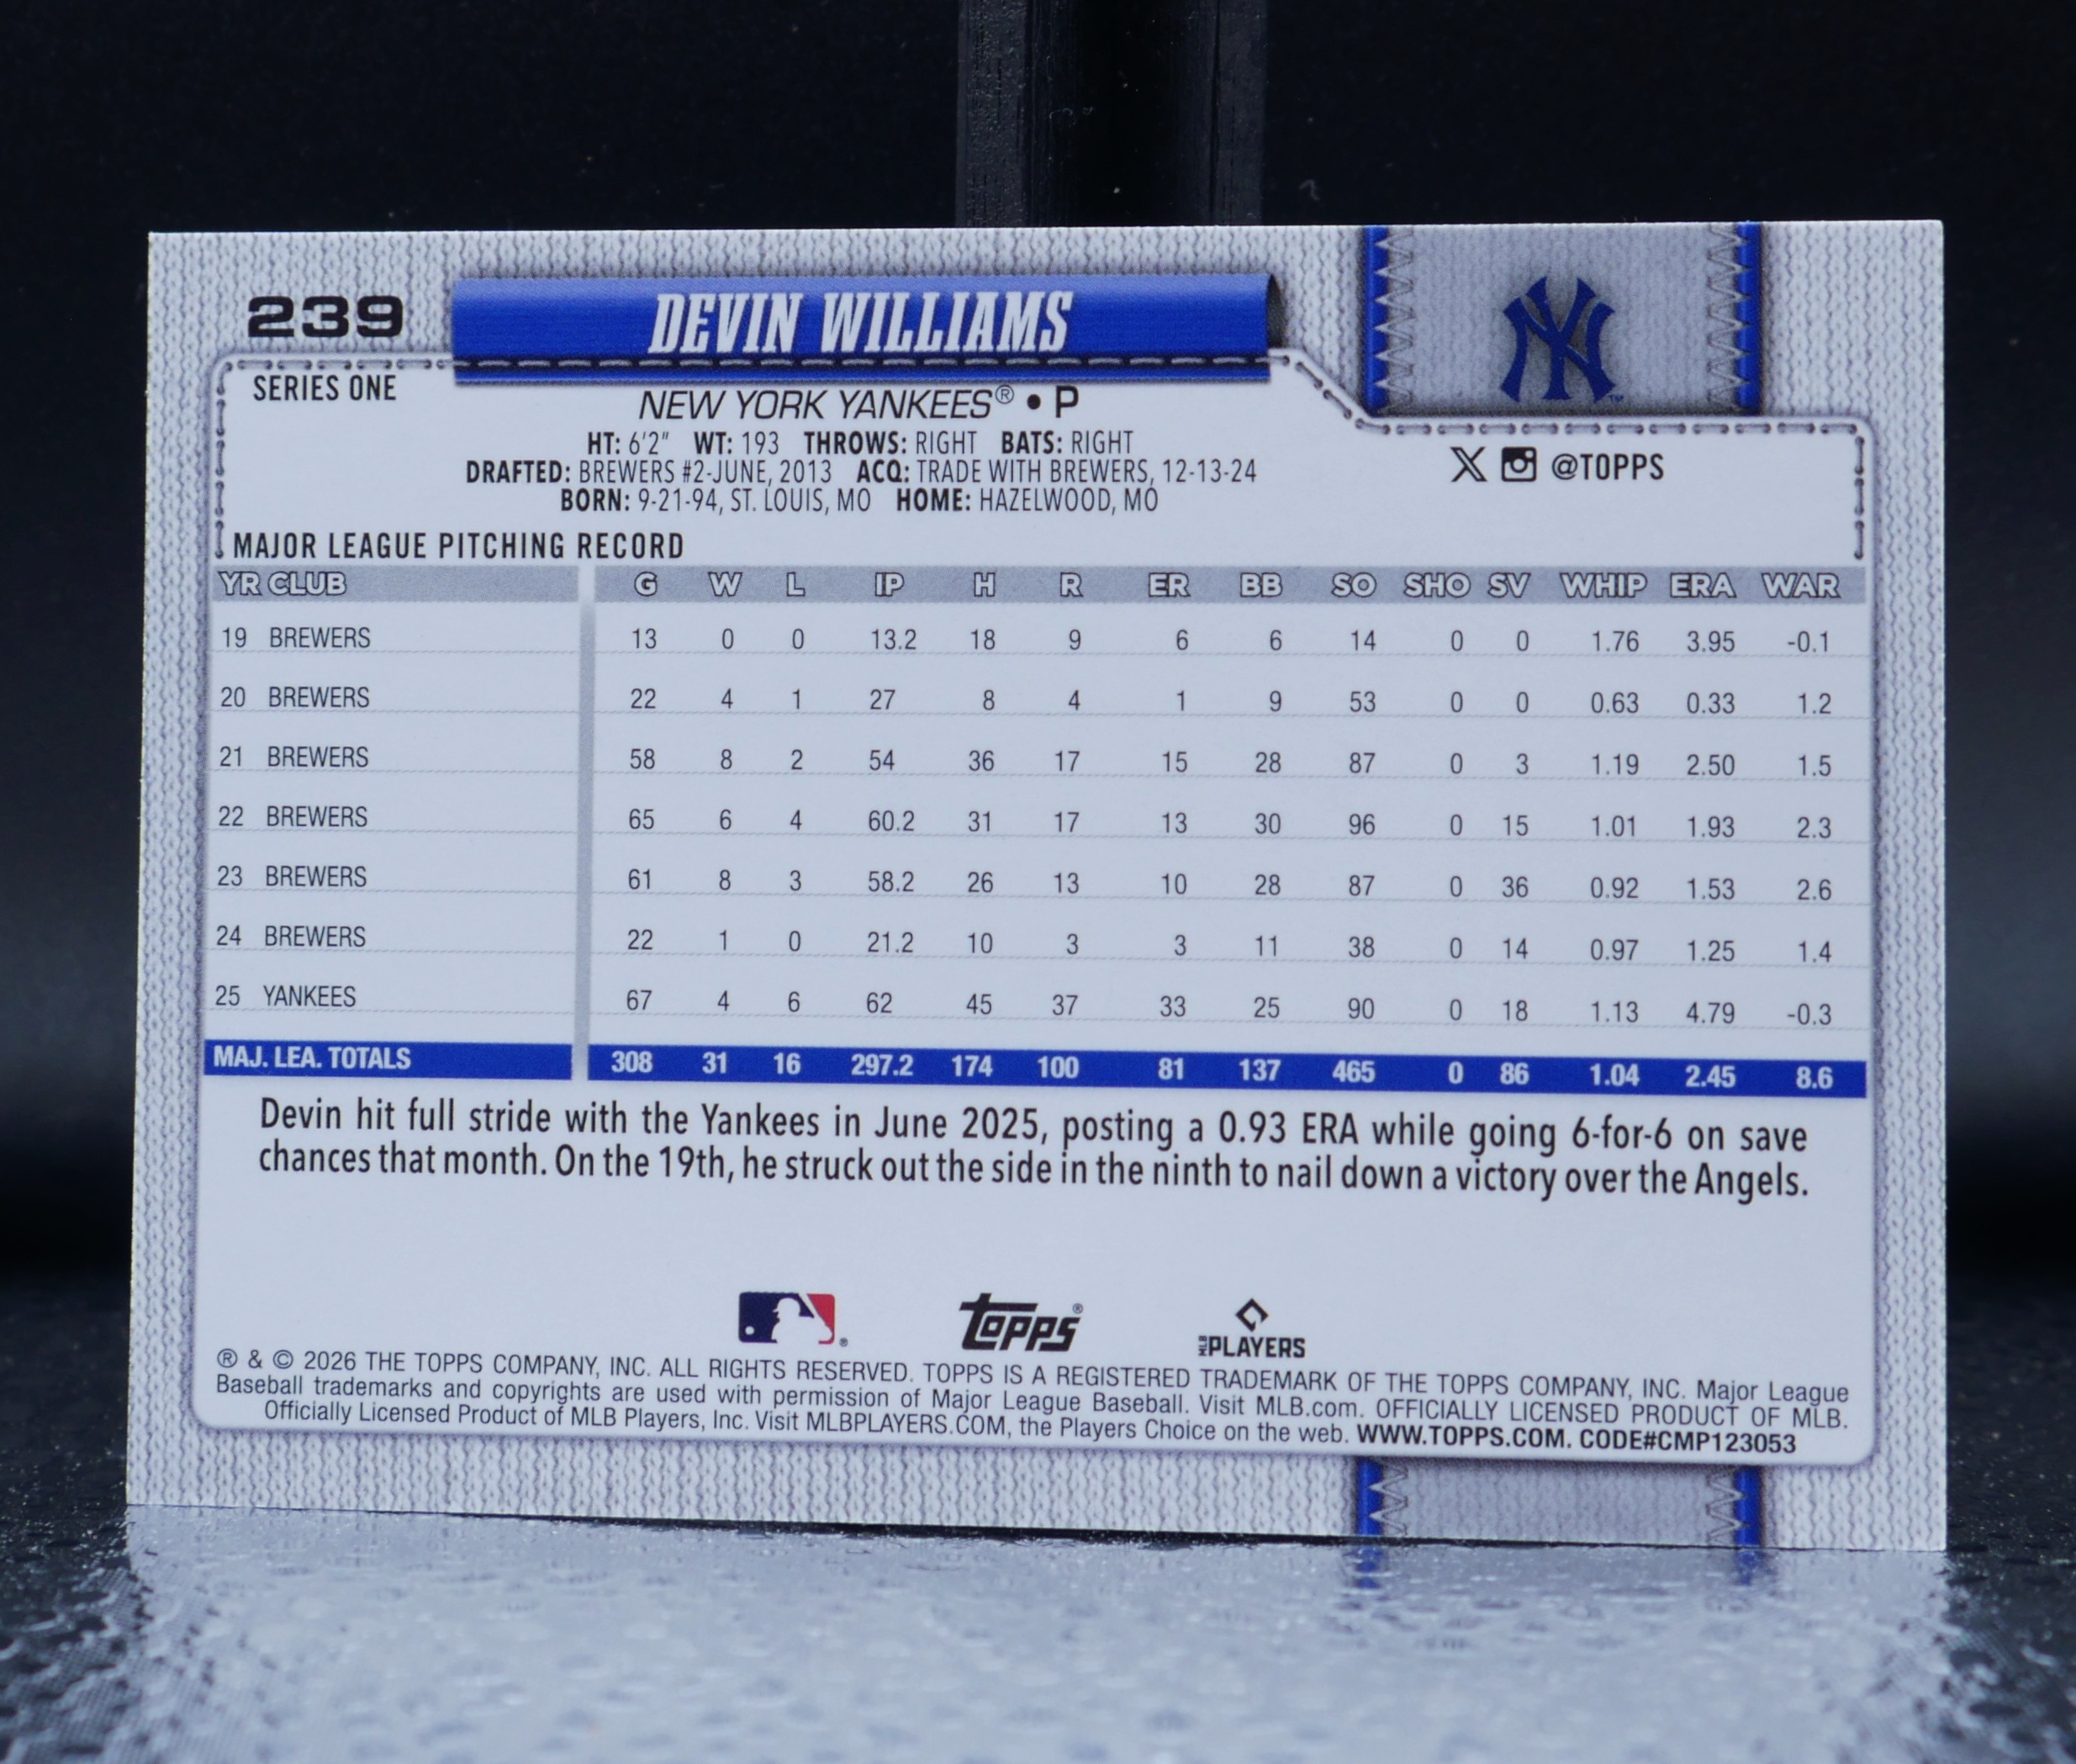 239
DEVIN WILLIAMS
NY™
SERIES ONE
NEW YORK YANKEES® • P
HT: 6'2" WT: 193 THROWS: RIGHT BATS: RIGHT
DRAFTED: BREWERS #2-JUNE, 2013 ACQ: TRADE WITH BREWERS, 12-13-24
BORN: 9-21-94, ST. LOUIS, MO HOME: HAZELWOOD, MO
X @TOPPS
MAJOR LEAGUE PITCHING RECORD
YR CLUB G W L IP H R ER BB SO SHO SV WHIP ERA WAR
19 BREWERS 13 0 0 13.2 18 9 6 6 14 0 0 1.76 3.95 -0.1
20 BREWERS 22 4 1 27 8 4 1 9 53 0 0 0.63 0.33 1.2
21 BREWERS 58 8 2 54 36 17 15 28 87 0 3 1.19 2.50 1.5
22 BREWERS 65 6 4 60.2 31 17 13 30 96 0 15 1.01 1.93 2.3
23 BREWERS 61 8 3 58.2 26 13 10 28 87 0 36 0.92 1.53 2.6
24 BREWERS 22 1 0 21.2 10 3 3 11 38 0 14 0.97 1.25 1.4
25 YANKEES 67 4 6 62 45 37 33 25 90 0 18 1.13 4.79 -0.3
MAJ. LEA. TOTALS 308 31 16 297.2 174 100 81 137 465 0 86 1.04 2.45 8.6
Devin hit full stride with the Yankees in June 2025, posting a 0.93 ERA while going 6-for-6 on save
chances that month. On the 19th, he struck out the side in the ninth to nail down a victory over the Angels.
® topps® MLB PLAYERS
® & © 2026 THE TOPPS COMPANY, INC. ALL RIGHTS RESERVED. TOPPS IS A REGISTERED TRADEMARK OF THE TOPPS COMPANY, INC. Major League
Baseball trademarks and copyrights are used with permission of Major League Baseball. Visit MLB.com. OFFICIALLY LICENSED PRODUCT OF MLB.
Officially Licensed Product of MLB Players, Inc. Visit MLBPLAYERS.COM, the Players Choice on the web. WWW.TOPPS.COM. CODE#CMP123053